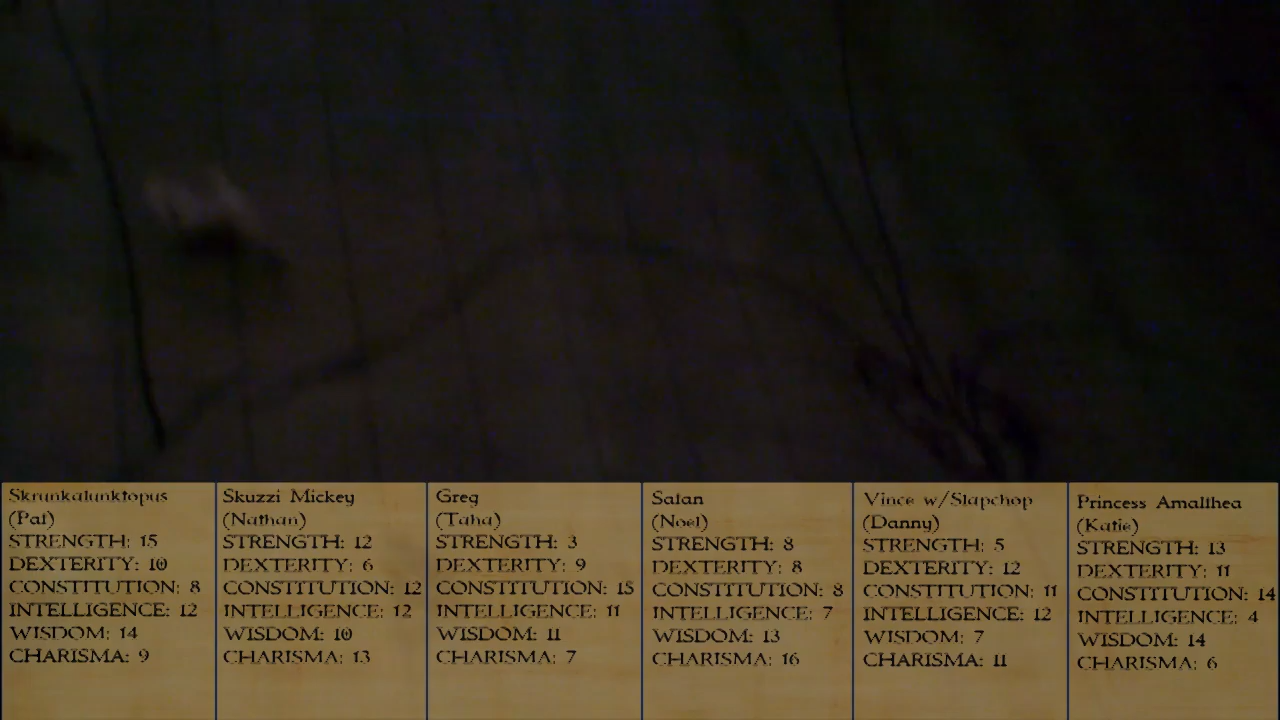 Skrunkalunktopus
(Pat)
STRENGTH: 15
DEXTERITY: 10
CONSTITUTION: 8
INTELLIGENCE: 12
WISDOM: 14
CHARISMA: 9
Skuzzi Mickey
(Nathan)
STRENGTH: 12
DEXTERITY: 6
CONSTITUTION: 12
INTELLIGENCE: 12
WISDOM: 10
CHARISMA: 13
Greg
(Taha)
STRENGTH: 3
DEXTERITY: 9
CONSTITUTION: 15
INTELLIGENCE: 11
WISDOM: 11
CHARISMA: 7
Satan
(Noel)
STRENGTH: 8
DEXTERITY: 8
CONSTITUTION: 8
INTELLIGENCE: 7
WISDOM: 13
CHARISMA: 16
Vince w/Slapchop
(Danny)
STRENGTH: 5
DEXTERITY: 12
CONSTITUTION: 11
INTELLIGENCE: 12
WISDOM: 7
CHARISMA: 11
Princess Amalthea
(Katie)
STRENGTH: 13
DEXTERITY: 11
CONSTITUTION: 14
INTELLIGENCE: 4
WISDOM: 14
CHARISMA: 6